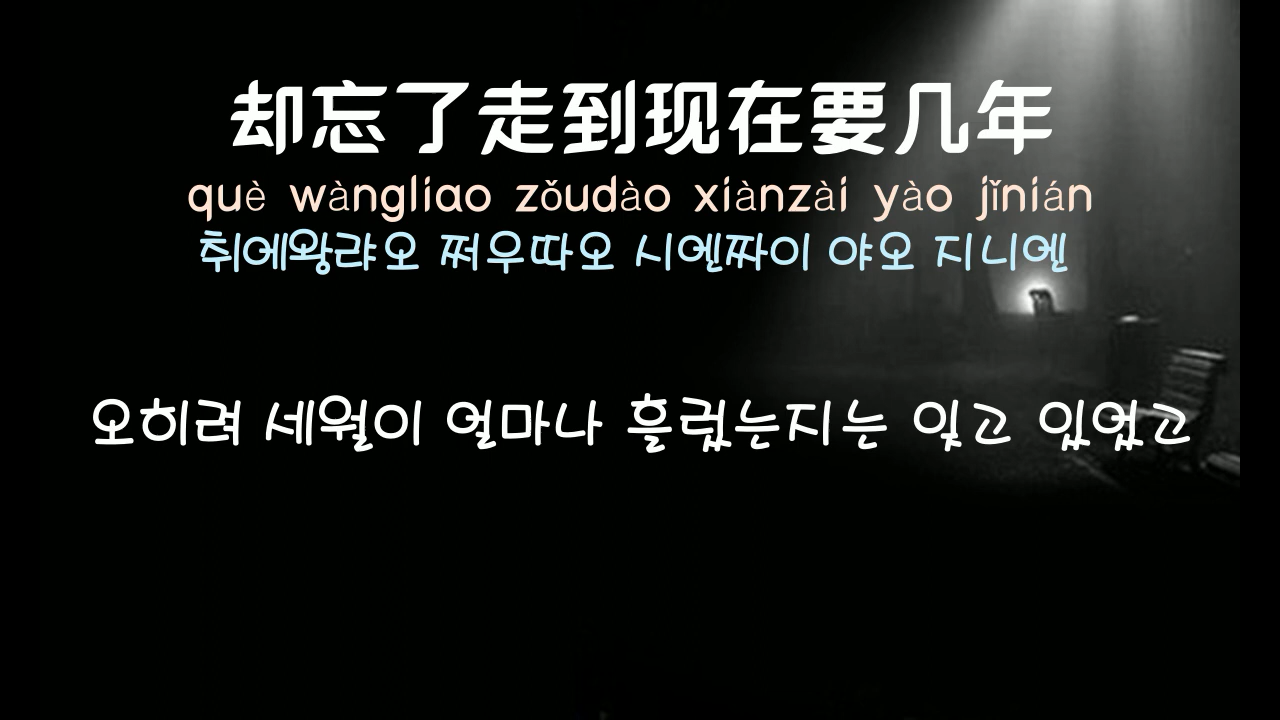 却忘了走到现在要几年
què wàngliao zǒudào xiànzài yào jǐnián
취에왕랴오 쩌우따오 시엔짜이 야오 지니엔
오히려 세월이 얼마나 흘렀는지는 잊고 있었고